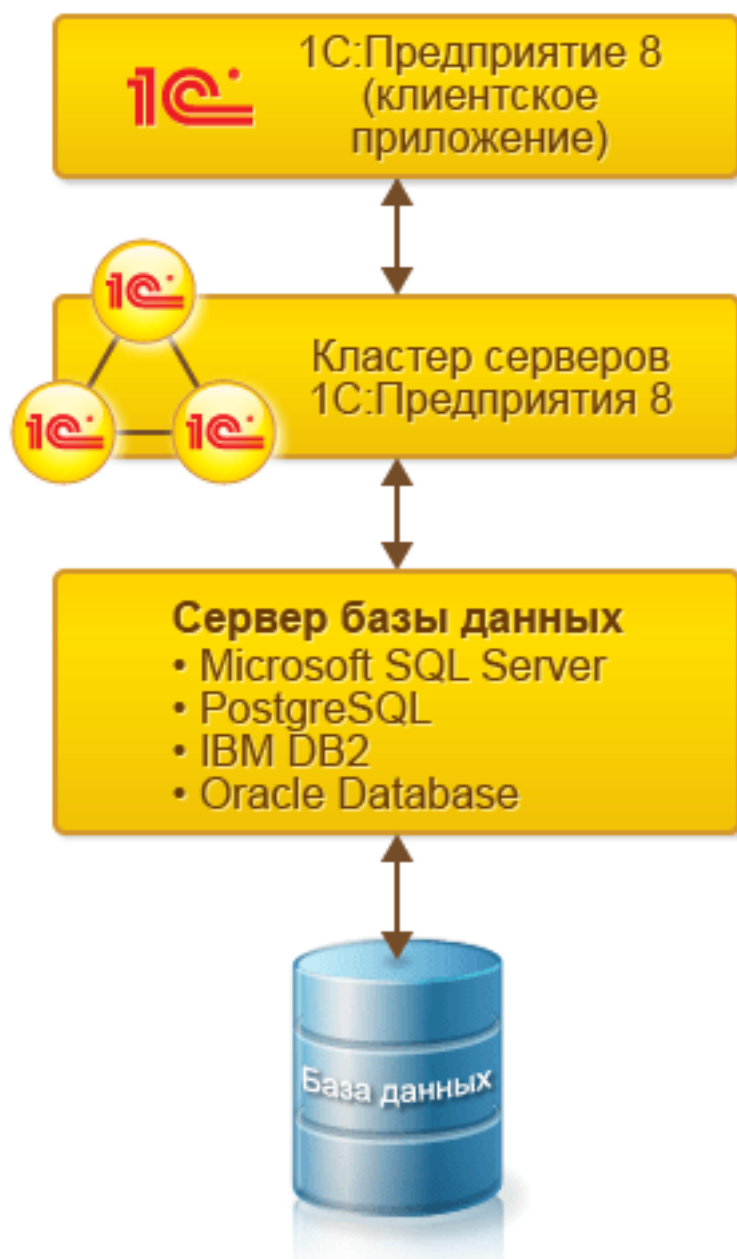 1С 1С:Предприятие 8
(клиентское
приложение)
1С
Кластер серверов
1С:Предприятия 8
1С 1С
Сервер базы данных
• Microsoft SQL Server
• PostgreSQL
• IBM DB2
• Oracle Database
База данных